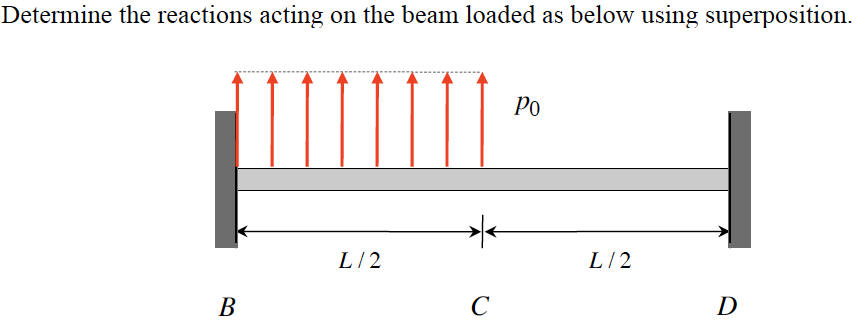 Determine the reactions acting on the beam loaded as below using superposition.
p0
L / 2 L / 2
B C D